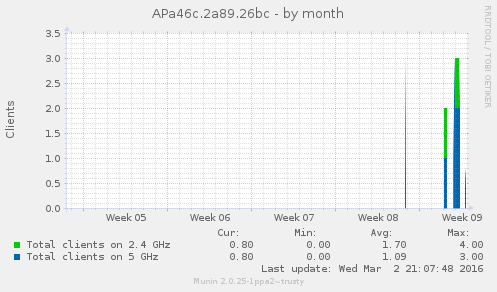 APa46c.2a89.26bc - by month
RRDTOOL / TOBI OETIKER
Clients
3.5
3.0
2.5
2.0
1.5
1.0
0.5
0.0
Week 05 Week 06 Week 07 Week 08 Week 09
Cur: Min: Avg: Max:
Total clients on 2.4 GHz 0.80 0.00 1.70 4.00
Total clients on 5 GHz 0.80 0.00 1.09 3.00
Last update: Wed Mar 2 21:07:48 2016
Munin 2.0.25-1ppa2~trusty